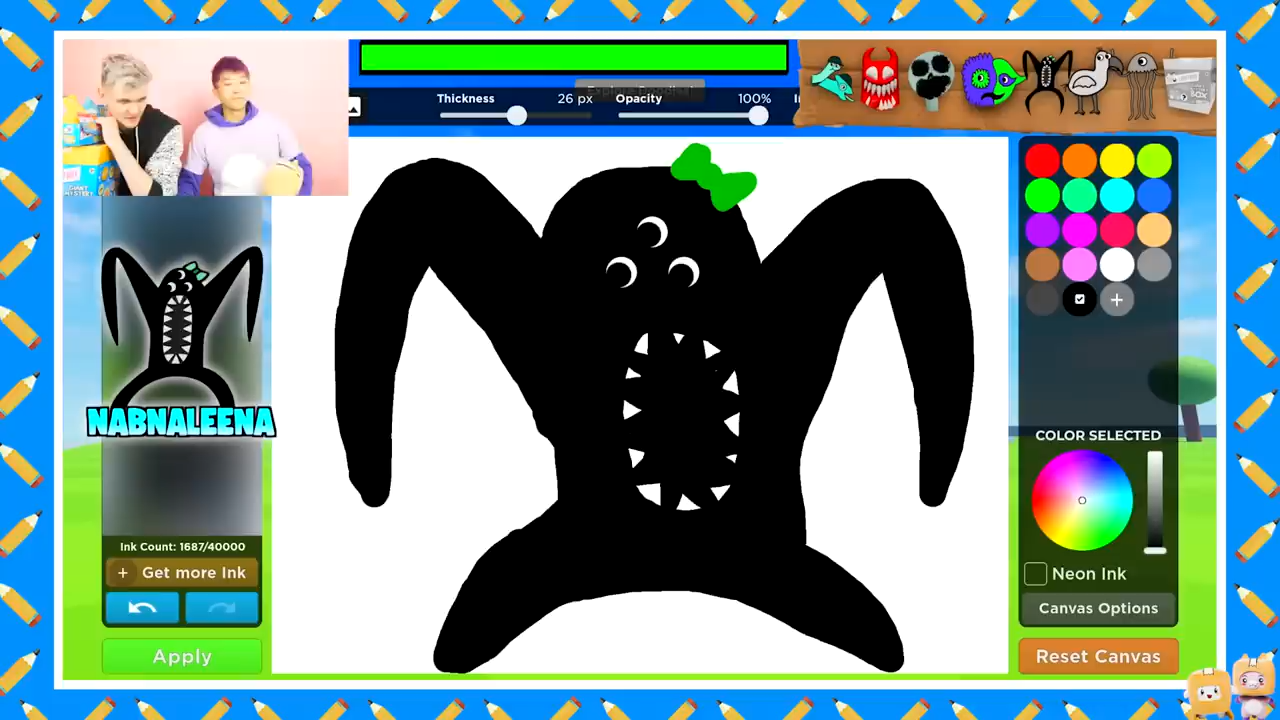 Thickness 26 px Opacity 100%
NABNALEENA
Ink Count: 1687/40000
+ Get more Ink
Apply
COLOR SELECTED
Neon Ink
Canvas Options
Reset Canvas